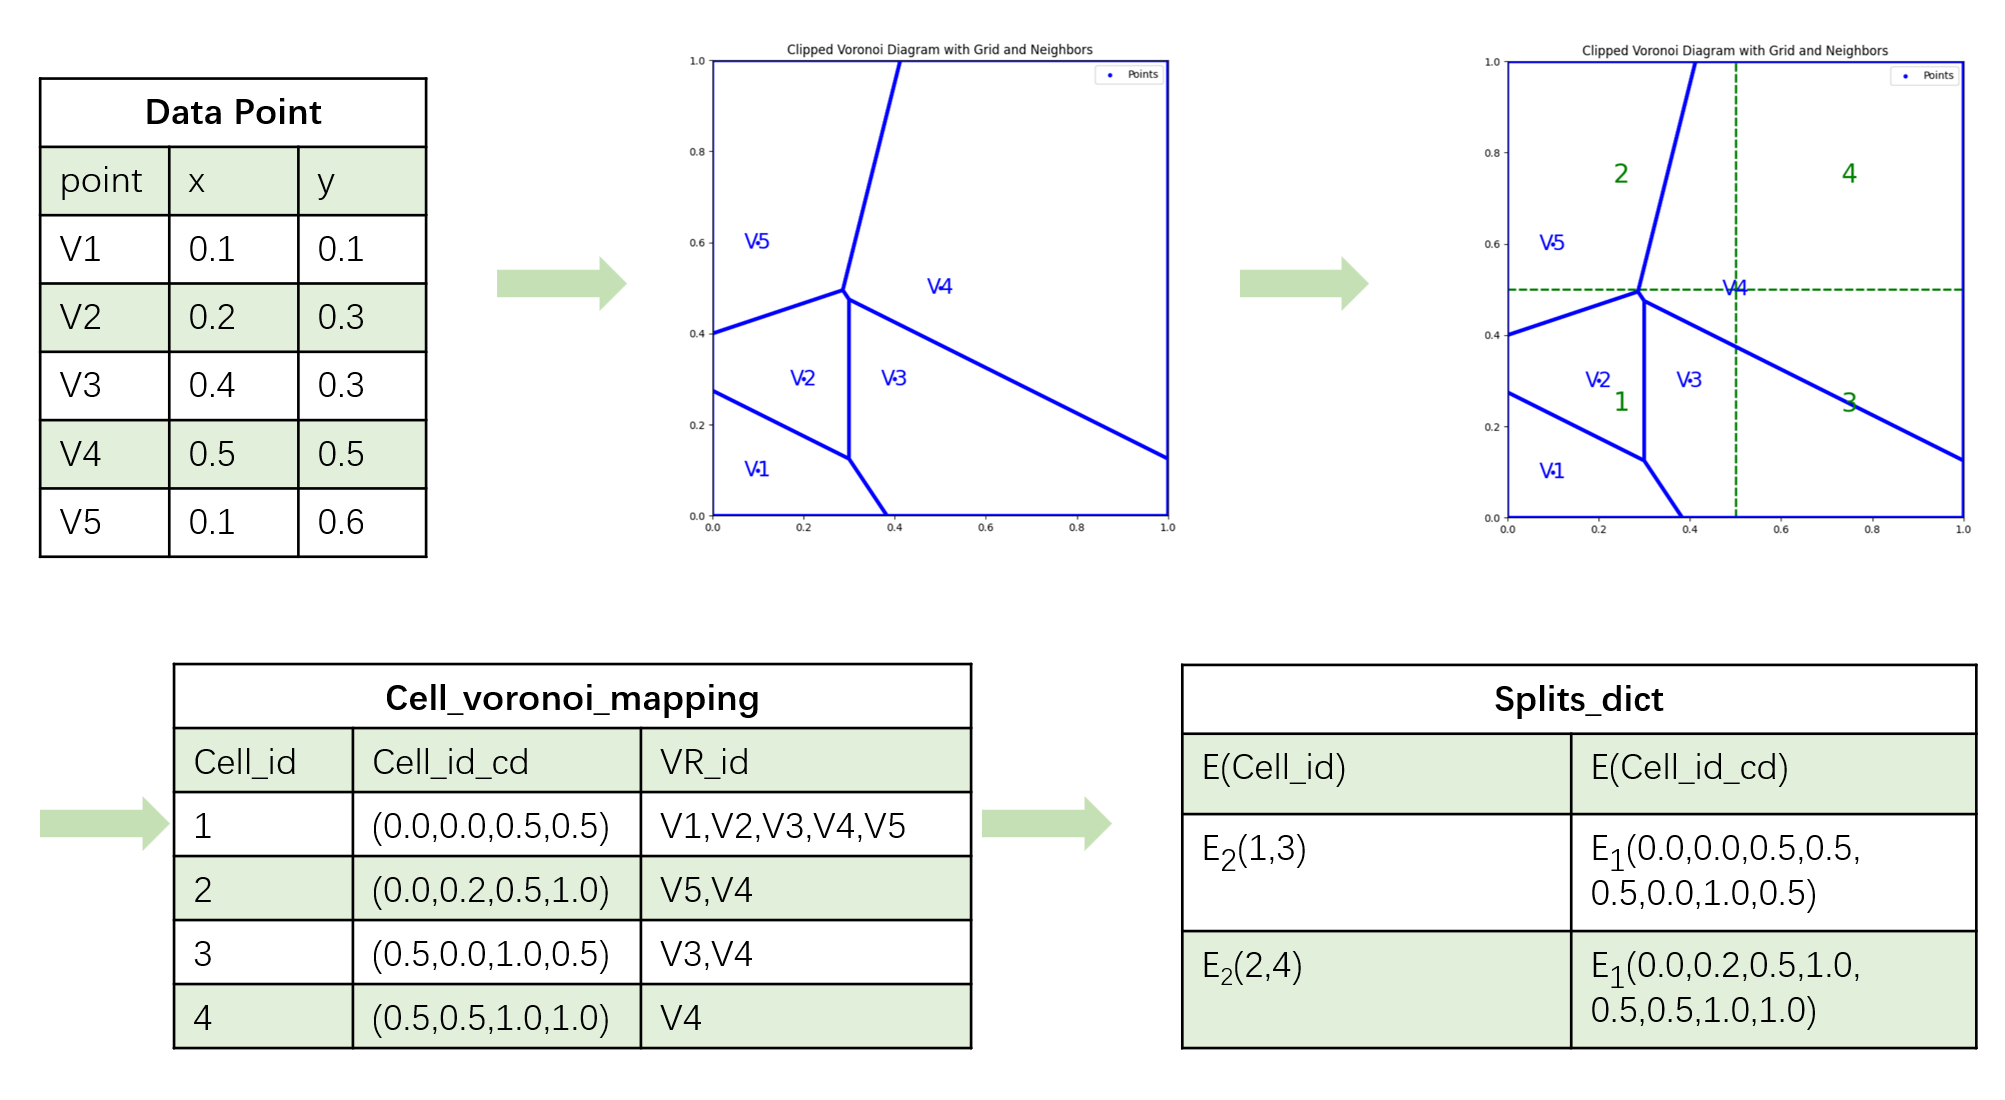 Data Point
point x y
V1 0.1 0.1
V2 0.2 0.3
V3 0.4 0.3
V4 0.5 0.5
V5 0.1 0.6
Clipped Voronoi Diagram with Grid and Neighbors
Points
1.0
0.8
0.6
0.4
0.2
0.0
V5
V4
V2
V3
V1
0.0 0.2 0.4 0.6 0.8 1.0
Clipped Voronoi Diagram with Grid and Neighbors
Points
1.0
0.8
0.6
0.4
0.2
0.0
2
4
V5
V4
V2
V3
1
3
V1
0.0 0.2 0.4 0.6 0.8 1.0
Cell_voronoi_mapping
Cell_id Cell_id_cd VR_id
1 (0.0,0.0,0.5,0.5) V1,V2,V3,V4,V5
2 (0.0,0.2,0.5,1.0) V5,V4
3 (0.5,0.0,1.0,0.5) V3,V4
4 (0.5,0.5,1.0,1.0) V4
Splits_dict
E(Cell_id) E(Cell_id_cd)
E₂(1,3) E₁(0.0,0.0,0.5,0.5,
0.5,0.0,1.0,0.5)
E₂(2,4) E₁(0.0,0.2,0.5,1.0,
0.5,0.5,1.0,1.0)